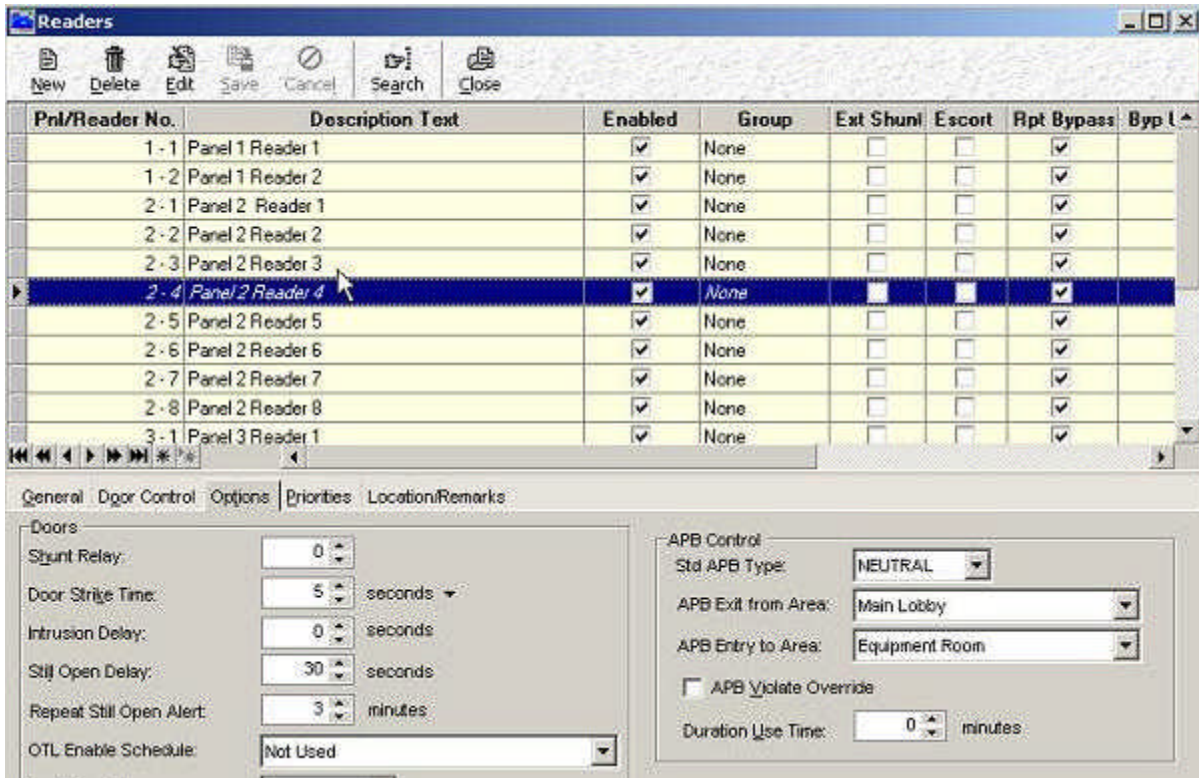 Readers
New Delete Edit Save Cancel Search Close
Pnl/Reader No. Description Text Enabled Group Ext Shunt Escort Rpt Bypass Byp
1 - 1 Panel 1 Reader 1 None
1 - 2 Panel 1 Reader 2 None
2 - 1 Panel 2 Reader 1 None
2 - 2 Panel 2 Reader 2 None
2 - 3 Panel 2 Reader 3 None
2 - 4 Panel 2 Reader 4 None
2 - 5 Panel 2 Reader 5 None
2 - 6 Panel 2 Reader 6 None
2 - 7 Panel 2 Reader 7 None
2 - 8 Panel 2 Reader 8 None
3 - 1 Panel 3 Reader 1 None
General Door Control Options Priorities Location/Remarks
Doors
Shunt Relay: 0
Door Strike Time: 5 seconds
Intrusion Delay: 0 seconds
Still Open Delay: 30 seconds
Repeat Still Open Alert: 3 minutes
OTL Enable Schedule: Not Used
APB Control
Std APB Type: NEUTRAL
APB Exit from Area: Main Lobby
APB Entry to Area: Equipment Room
APB Violate Override
Duration Use Time: 0 minutes